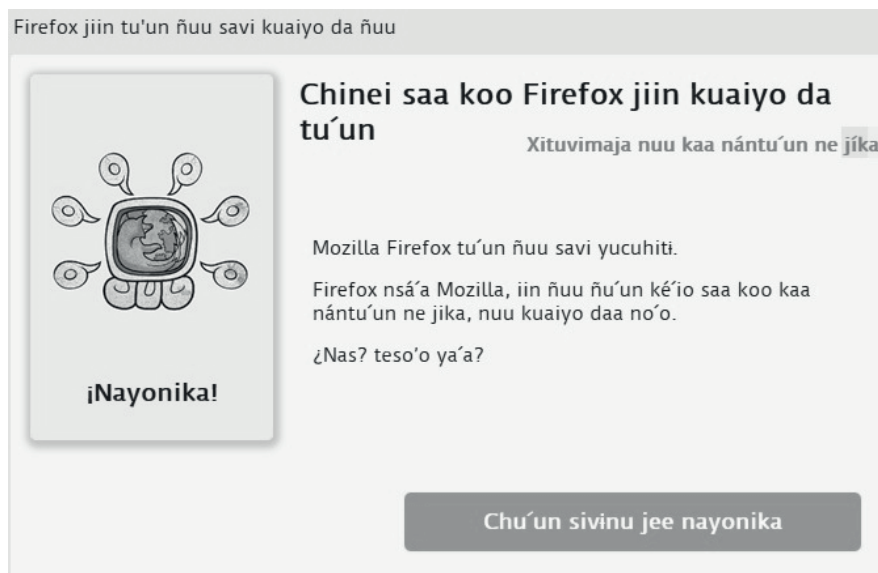 Firefox jiin tu'un ñuu savi kuaiyo da ñuu
Chinei saa koo Firefox jiin kuaiyo da
tu´un
Xituvimaja nuu kaa nántu´un ne jíka
Mozilla Firefox tu´un ñuu savi yucuhitɨ.
Firefox nsá´a Mozilla, iin ñuu ñu´un ké´io saa koo kaa
nántu´un ne jika, nuu kuaiyo daa no´o.
¿Nas? teso'o ya´a?
¡Nayonika!
Chu´un sivɨnu jee nayonika